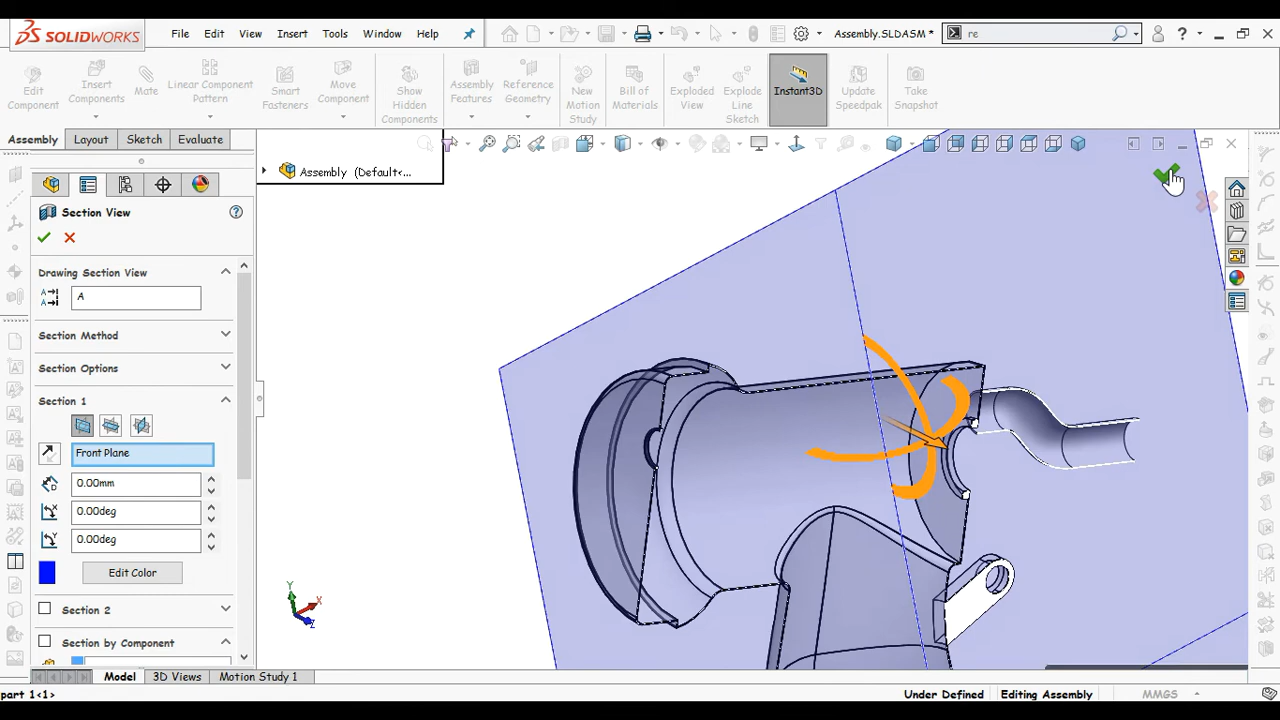 SOLIDWORKS File Edit View Insert Tools Window Help Assembly.SLDASM * re ?
Edit Component
Insert Components
Mate
Linear Component Pattern
Smart Fasteners
Move Component
Show Hidden Components
Assembly Features
Reference Geometry
New Motion Study
Bill of Materials
Exploded View
Explode Line Sketch
Instant3D
Update Speedpak
Take Snapshot
Assembly Layout Sketch Evaluate
Assembly (Default<...
Section View ?
Drawing Section View
A
Section Method
Section Options
Section 1
Front Plane
0.00mm
0.00deg
0.00deg
Edit Color
Section 2
Section by Component
Y
X
Z
Model 3D Views Motion Study 1
part 1<1> Under Defined Editing Assembly MMGS